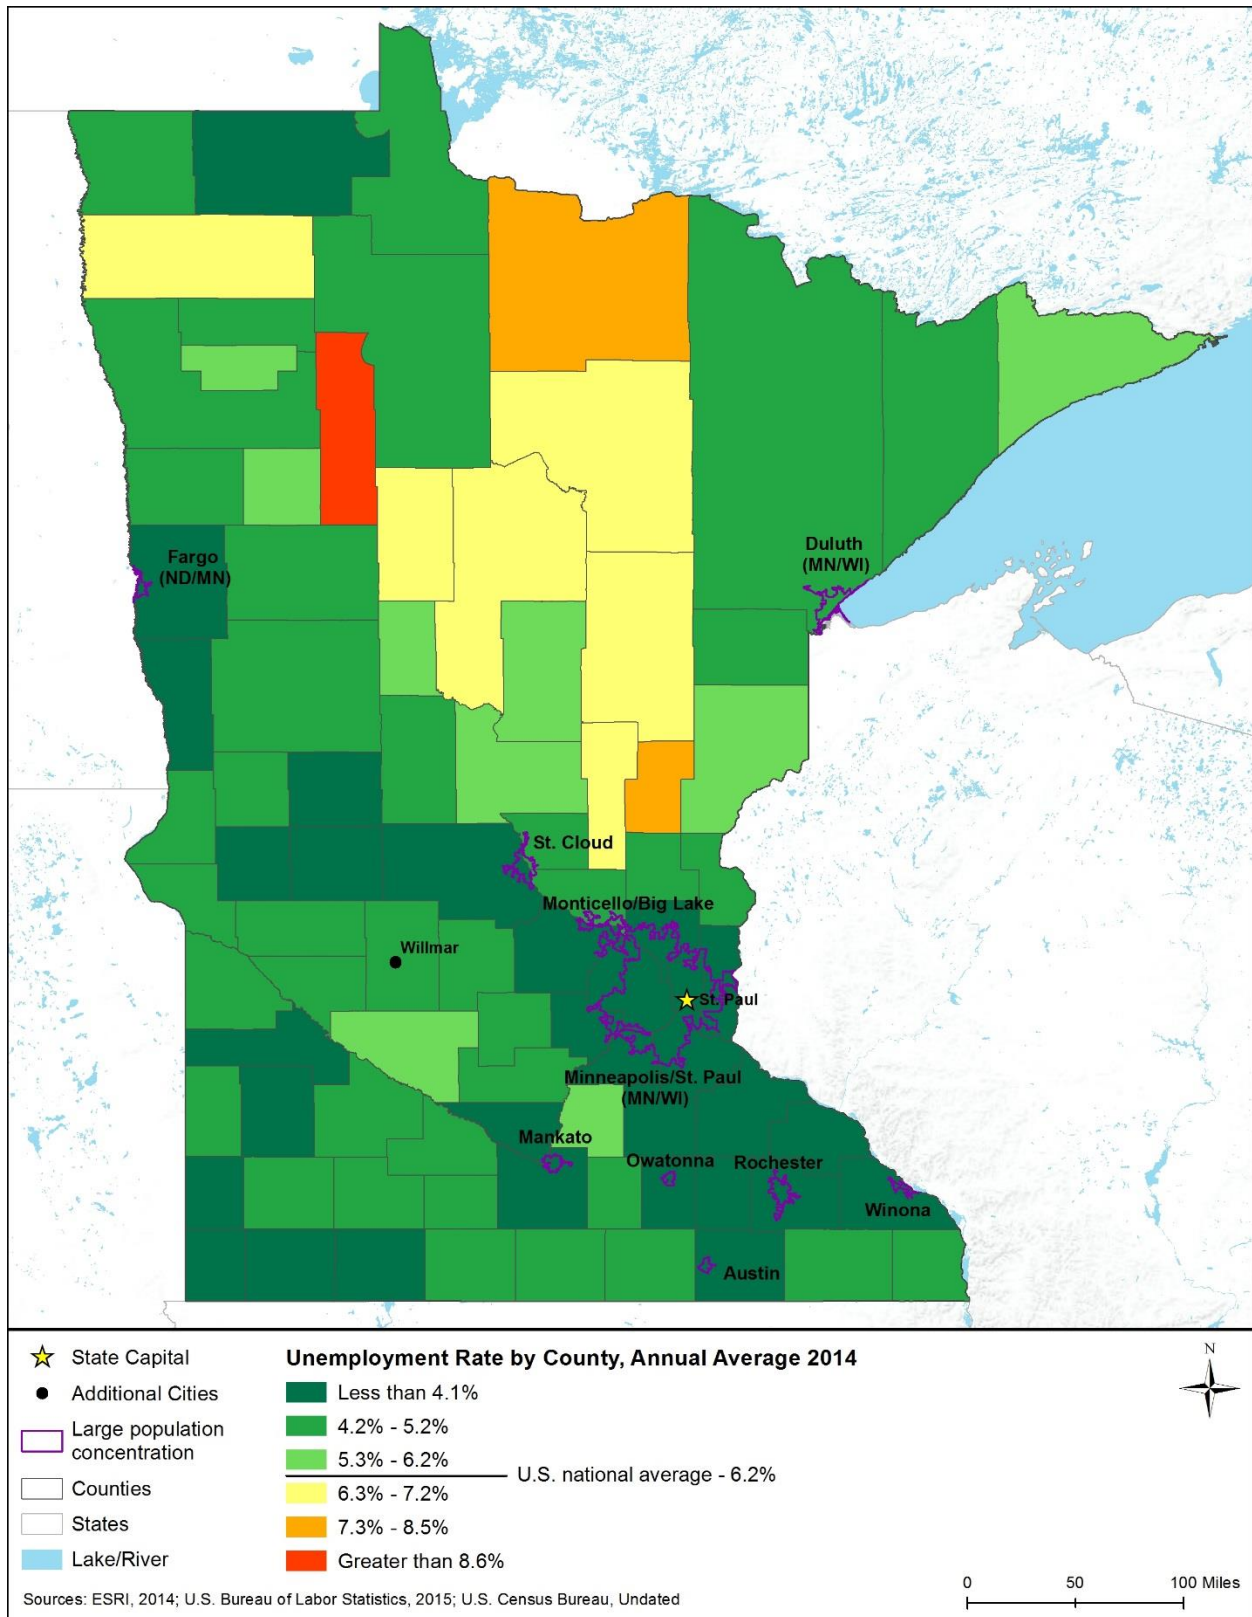 Fargo
(ND/MN)
Duluth
(MN/WI)
St. Cloud
Monticello/Big Lake
Willmar
St. Paul
Minneapolis/St. Paul
(MN/WI)
Mankato
Owatonna
Rochester
Winona
Austin
State Capital
Additional Cities
Large population
concentration
Counties
States
Lake/River
Unemployment Rate by County, Annual Average 2014
Less than 4.1%
4.2% - 5.2%
5.3% - 6.2%
U.S. national average - 6.2%
6.3% - 7.2%
7.3% - 8.5%
Greater than 8.6%
N
0 50 100 Miles
Sources: ESRI, 2014; U.S. Bureau of Labor Statistics, 2015; U.S. Census Bureau, Undated